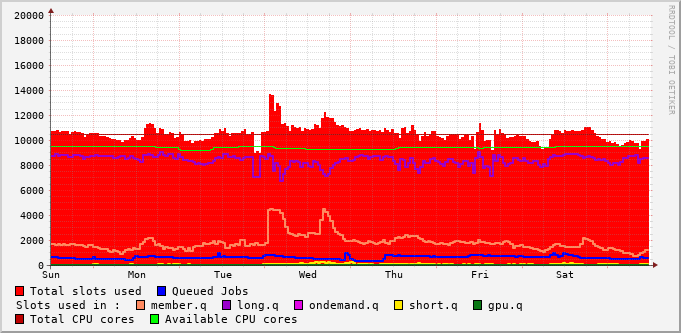 20000
18000
16000
14000
12000
10000
8000
6000
4000
2000
0
Sun Mon Tue Wed Thu Fri Sat
RRDTOOL / TOBI OETIKER
Total slots used Queued Jobs
Slots used in : member.q long.q ondemand.q short.q gpu.q
Total CPU cores Available CPU cores